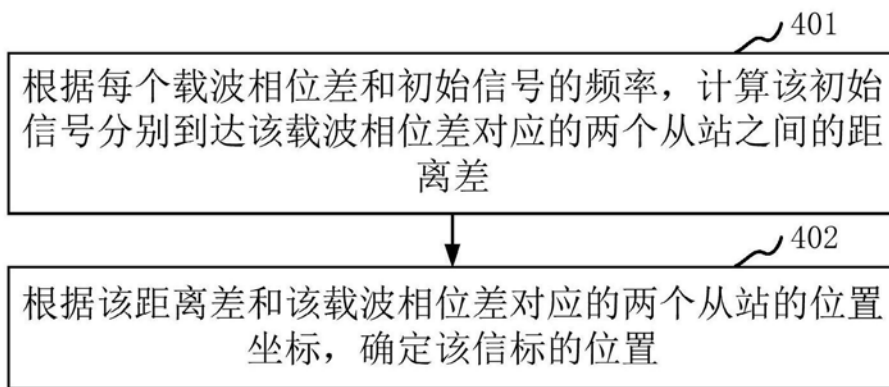 401
根据每个载波相位差和初始信号的频率，计算该初始
信号分别到达该载波相位差对应的两个从站之间的距
离差
402
根据该距离差和该载波相位差对应的两个从站的位置
坐标，确定该信标的位置